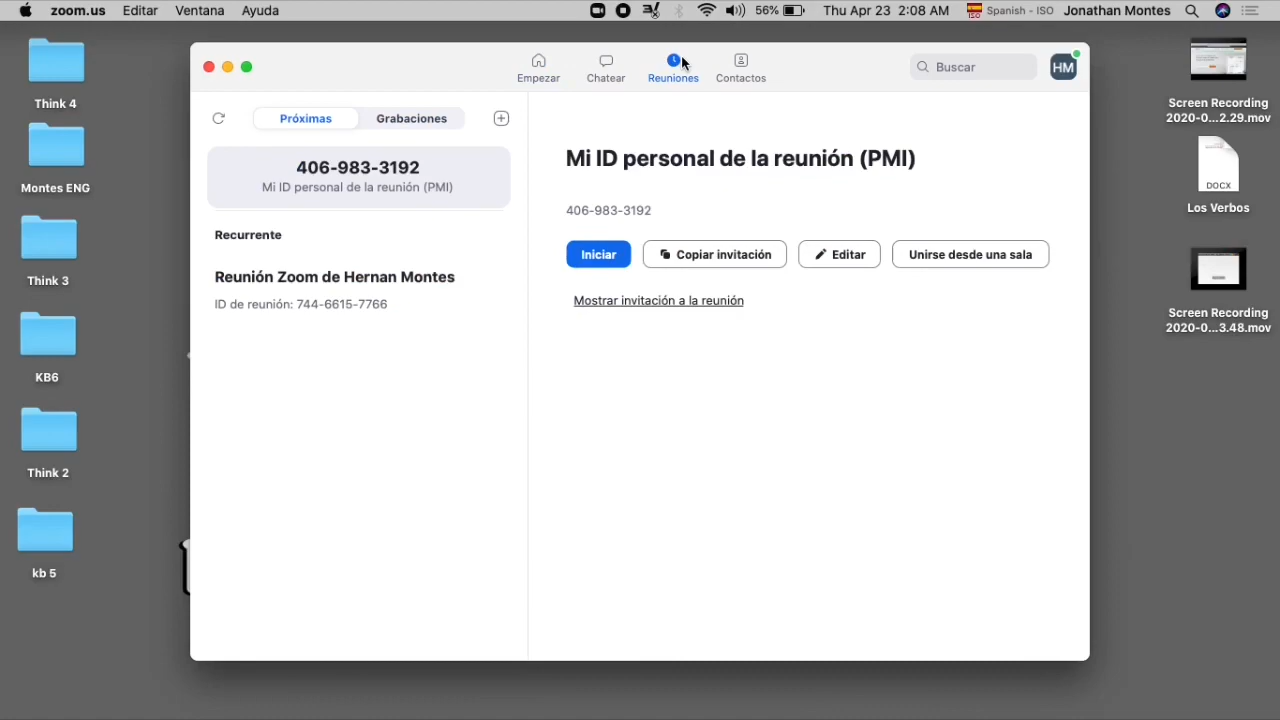 zoom.us Editar Ventana Ayuda 56% Thu Apr 23 2:08 AM ISO Spanish - ISO Jonathan Montes
Empezar Chatear Reuniones Contactos Buscar HM
Próximas Grabaciones
406-983-3192
Mi ID personal de la reunión (PMI)
Recurrente
Reunión Zoom de Hernan Montes
ID de reunión: 744-6615-7766
Mi ID personal de la reunión (PMI)
406-983-3192
Iniciar Copiar invitación Editar Unirse desde una sala
Mostrar invitación a la reunión
Think 4
Montes ENG
Think 3
KB6
Think 2
kb 5
Screen Recording
2020-0...2.29.mov
DOCX
Los Verbos
Screen Recording
2020-0...3.48.mov